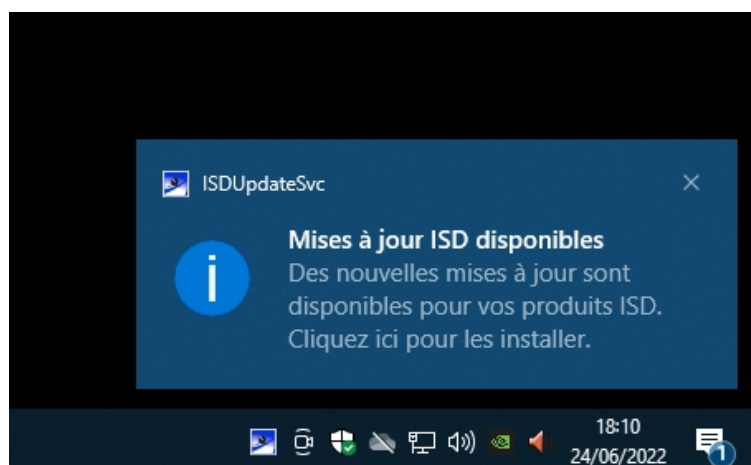 ISDUpdateSvc
Mises à jour ISD disponibles
Des nouvelles mises à jour sont
disponibles pour vos produits ISD.
Cliquez ici pour les installer.
18:10
24/06/2022
1